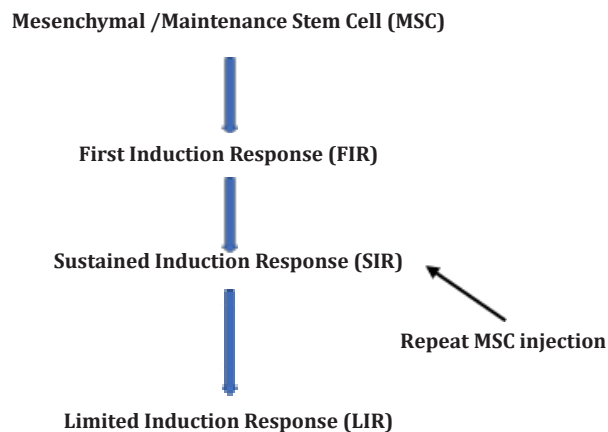 Mesenchymal /Maintenance Stem Cell (MSC)
First Induction Response (FIR)
Sustained Induction Response (SIR)
Repeat MSC injection
Limited Induction Response (LIR)